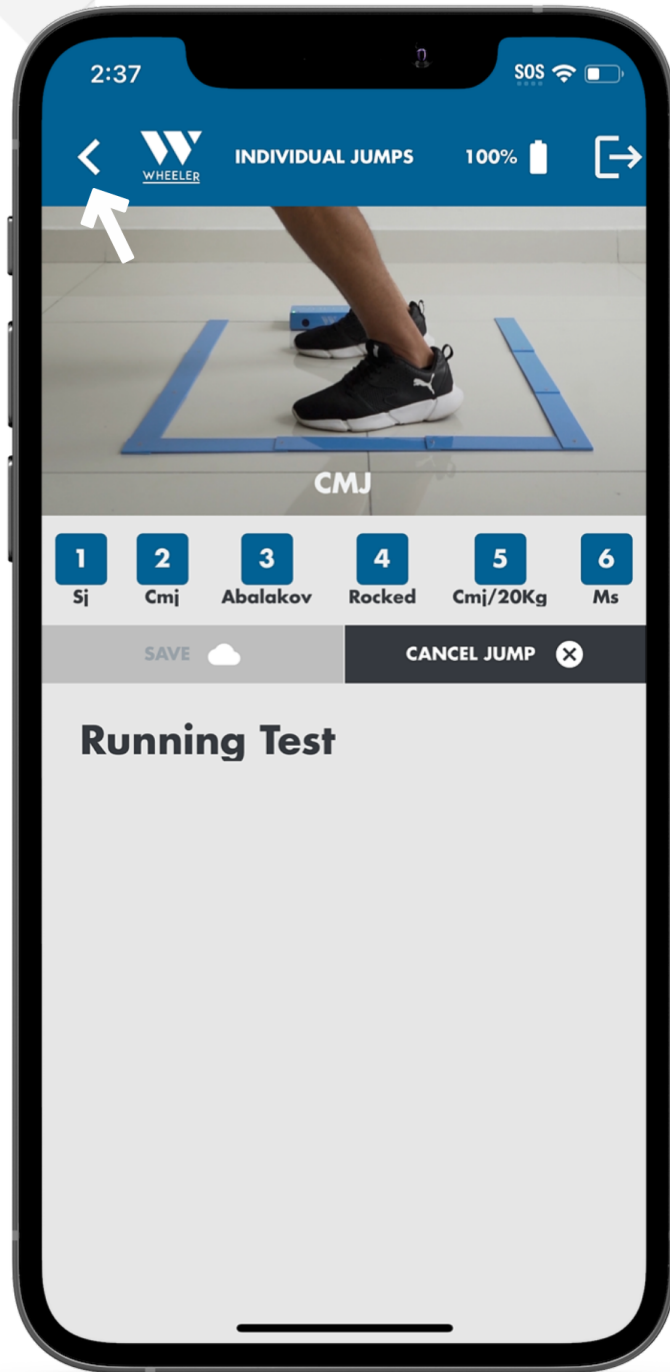 2:37
SOS
WHEELER
INDIVIDUAL JUMPS
100%
CMJ
1 2 3 4 5 6
Sj Cmj Abalakov Rocked Cmj/20Kg Ms
SAVE
CANCEL JUMP
Running Test